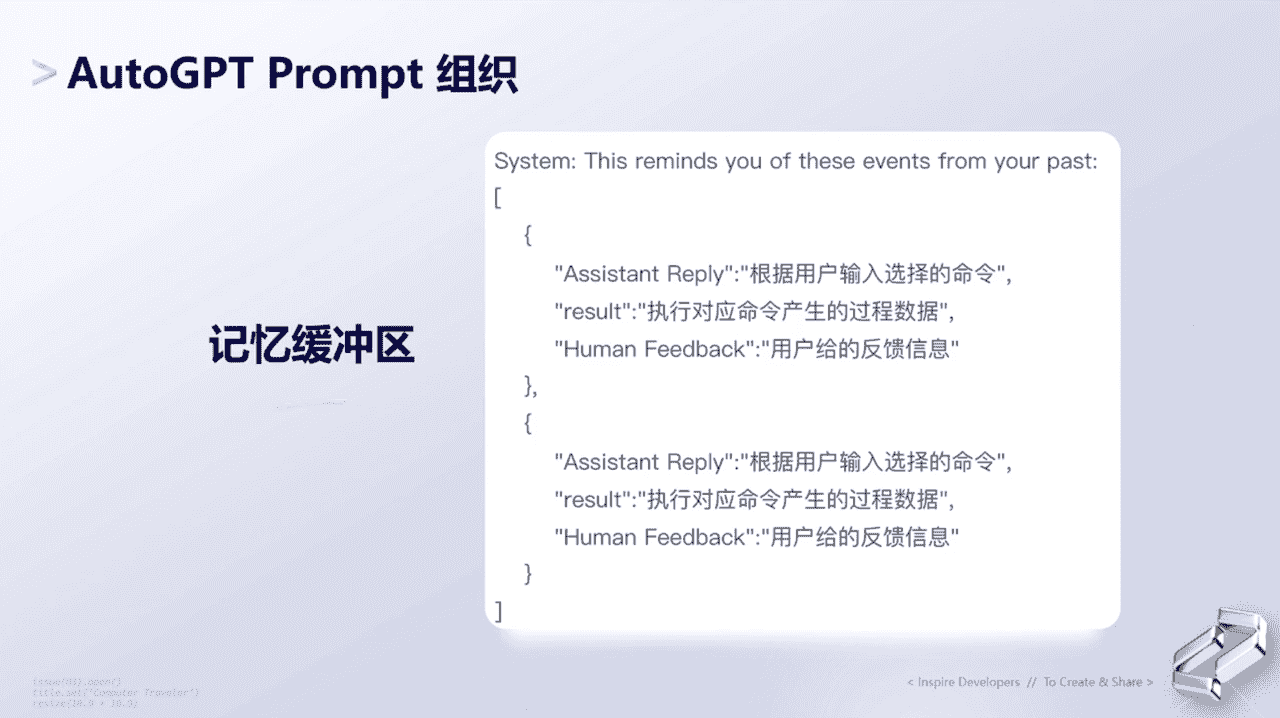 > AutoGPT Prompt 组织
记忆缓冲区
System: This reminds you of these events from your past:
[
{
"Assistant Reply":"根据用户输入选择的命令",
"result":"执行对应命令产生的过程数据",
"Human Feedback":"用户给的反馈信息"
},
{
"Assistant Reply":"根据用户输入选择的命令",
"result":"执行对应命令产生的过程数据",
"Human Feedback":"用户给的反馈信息"
}
]
< Inspire Developers // To Create & Share >
title.set("Computer Traveler")